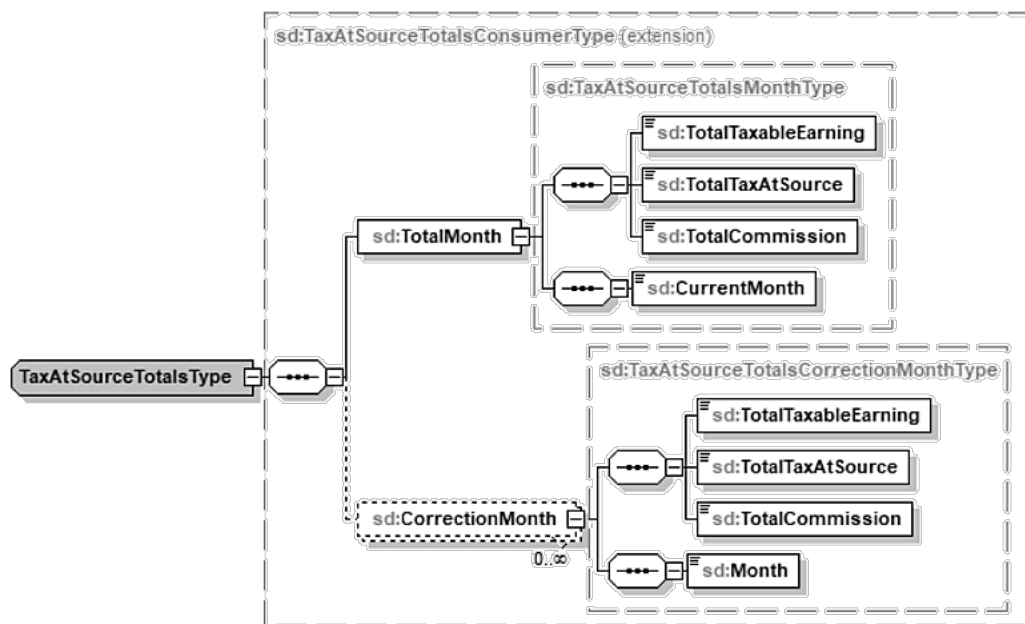 sd:TaxAtSourceTotalsConsumerType (extension)
sd:TaxAtSourceTotalsMonthType
sd:TotalTaxableEarning
sd:TotalTaxAtSource
sd:TotalMonth
sd:TotalCommission
sd:CurrentMonth
TaxAtSourceTotalsType
sd:TaxAtSourceTotalsCorrectionMonthType
sd:TotalTaxableEarning
sd:TotalTaxAtSource
sd:CorrectionMonth
0..∞
sd:TotalCommission
sd:Month